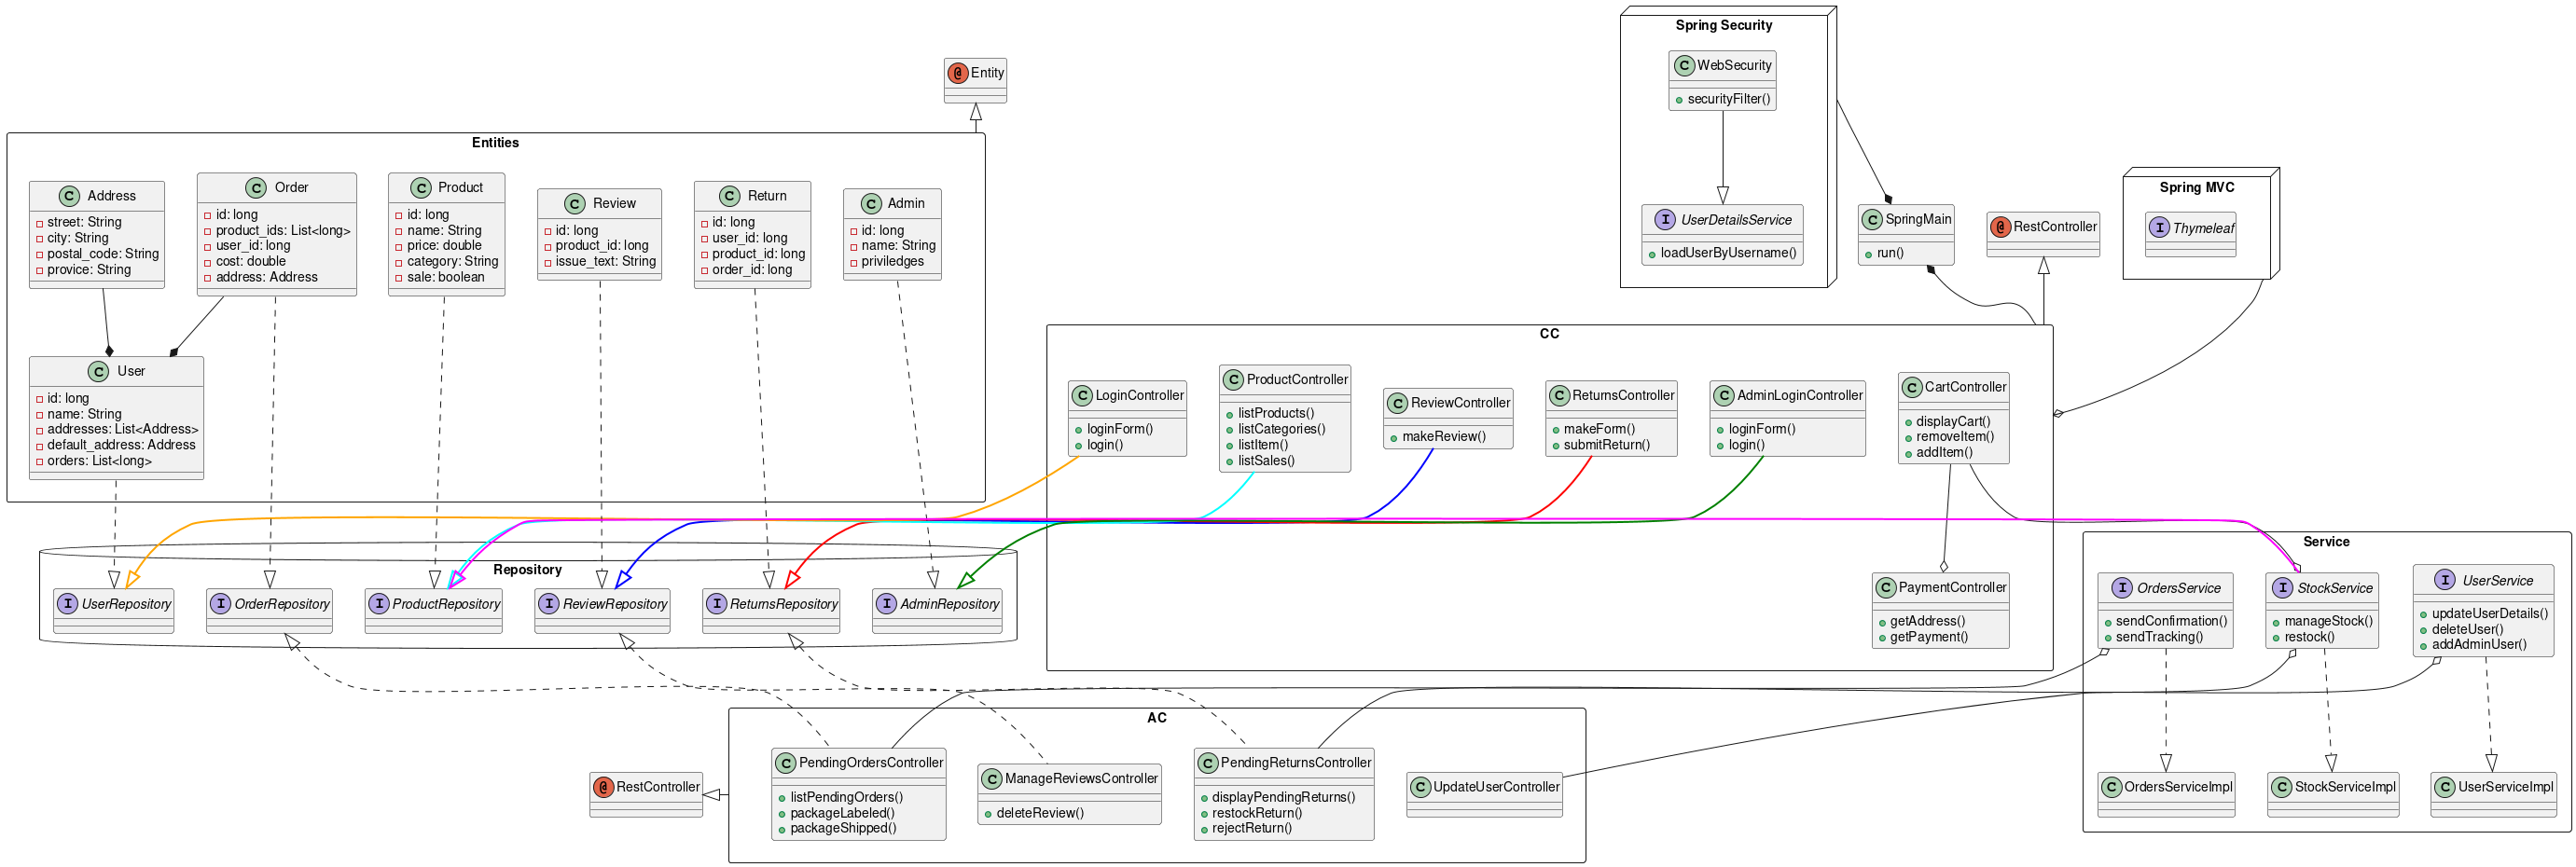 Spring Security
C WebSecurity
securityFilter()
I UserDetailsService
loadUserByUsername()
@ Entity
Spring MVC
I Thymeleaf
C SpringMain
run()
@ RestController
Entities
C Address
street: String
city: String
postal_code: String
provice: String
C Order
id: long
product_ids: List<long>
user_id: long
cost: double
address: Address
C Product
id: long
name: String
price: double
category: String
sale: boolean
C Review
id: long
product_id: long
issue_text: String
C Return
id: long
user_id: long
product_id: long
order_id: long
C Admin
id: long
name: String
priviledges
C User
id: long
name: String
addresses: List<Address>
default_address: Address
orders: List<long>
CC
C LoginController
loginForm()
login()
C ProductController
listProducts()
listCategories()
listItem()
listSales()
C ReviewController
makeReview()
C ReturnsController
makeForm()
submitReturn()
C AdminLoginController
loginForm()
login()
C CartController
displayCart()
removeItem()
addItem()
C PaymentController
getAddress()
getPayment()
Repository
I UserRepository
I OrderRepository
I ProductRepository
I ReviewRepository
I ReturnsRepository
I AdminRepository
Service
I OrdersService
sendConfirmation()
sendTracking()
I StockService
manageStock()
restock()
I UserService
updateUserDetails()
deleteUser()
addAdminUser()
C OrdersServiceImpl
C StockServiceImpl
C UserServiceImpl
AC
@ RestController
C PendingOrdersController
listPendingOrders()
packageLabeled()
packageShipped()
C ManageReviewsController
deleteReview()
C PendingReturnsController
displayPendingReturns()
restockReturn()
rejectReturn()
C UpdateUserController